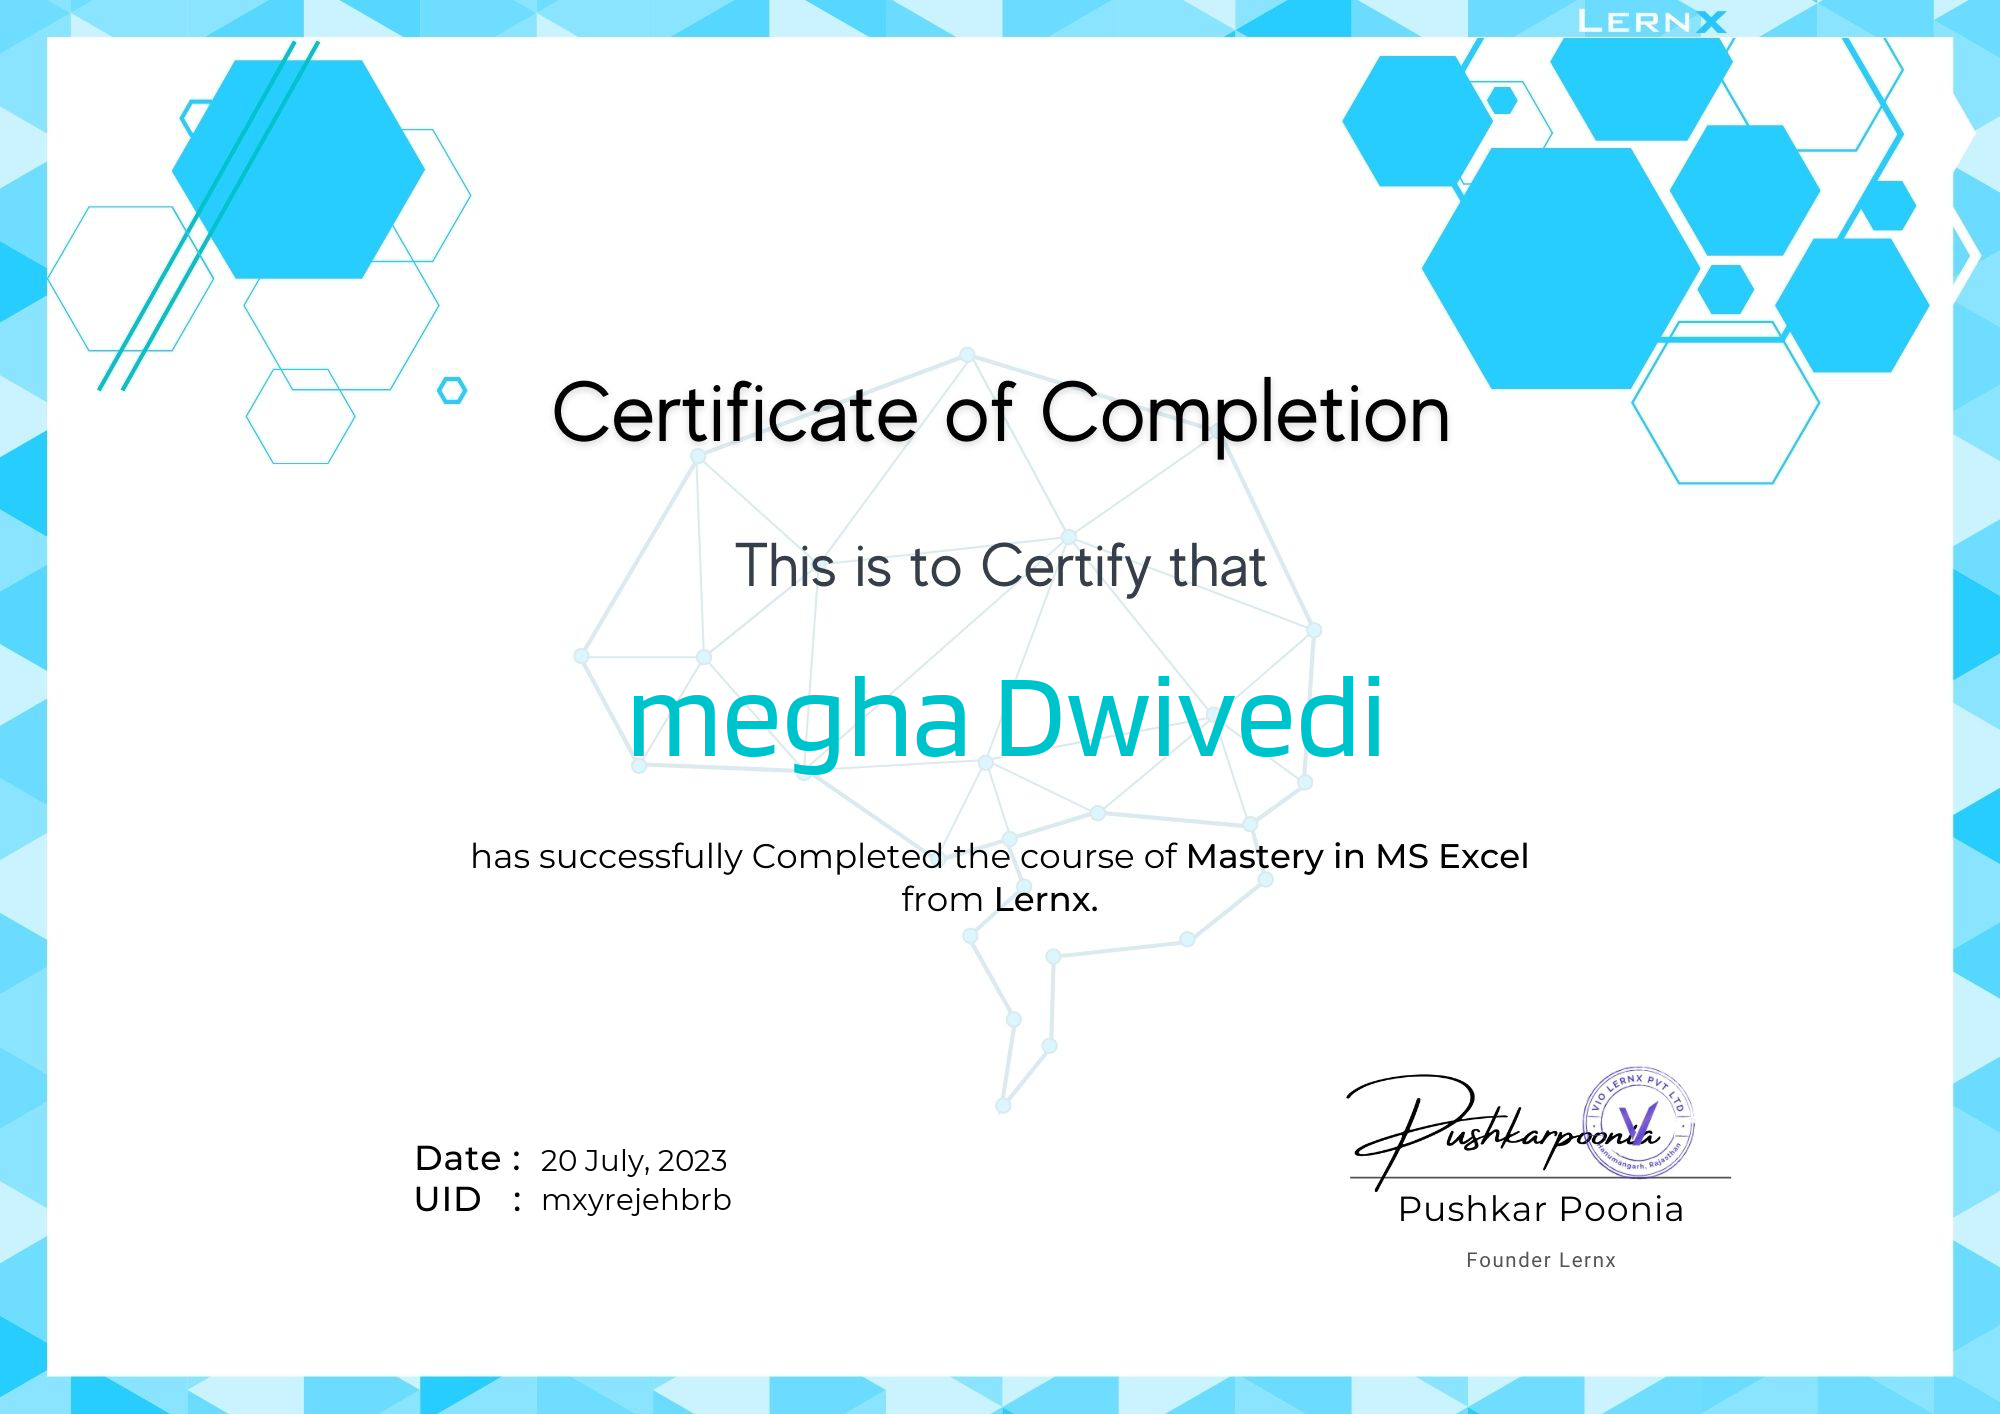 LERNX
Certificate of Completion
This is to Certify that
megha Dwivedi
has successfully Completed the course of Mastery in MS Excel
from Lernx.
Pushkarpoonia
VIO LERNX PVT LTD
Hanumangarh, Rajasthan
Date : 20 July, 2023
UID : mxyrejehbrb
Pushkar Poonia
Founder Lernx